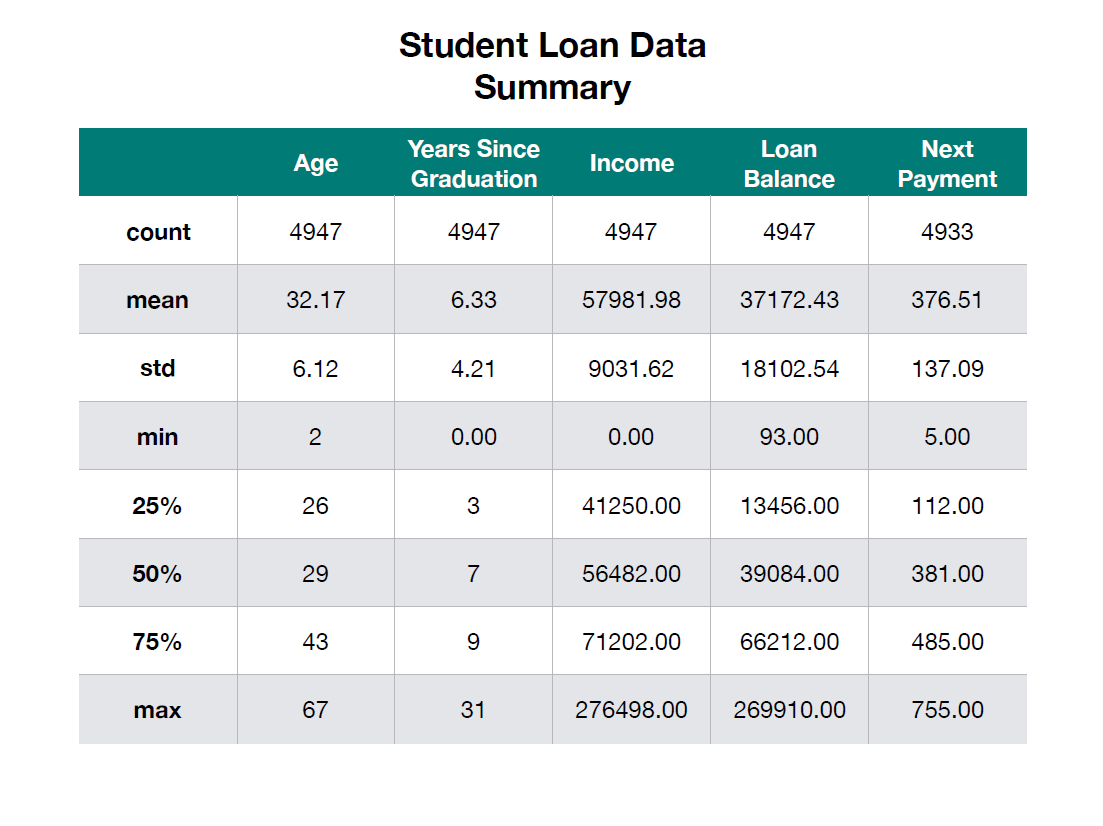 Student Loan Data
Summary
Age Years Since Graduation Income Loan Balance Next Payment
count 4947 4947 4947 4947 4933
mean 32.17 6.33 57981.98 37172.43 376.51
std 6.12 4.21 9031.62 18102.54 137.09
min 2 0.00 0.00 93.00 5.00
25% 26 3 41250.00 13456.00 112.00
50% 29 7 56482.00 39084.00 381.00
75% 43 9 71202.00 66212.00 485.00
max 67 31 276498.00 269910.00 755.00